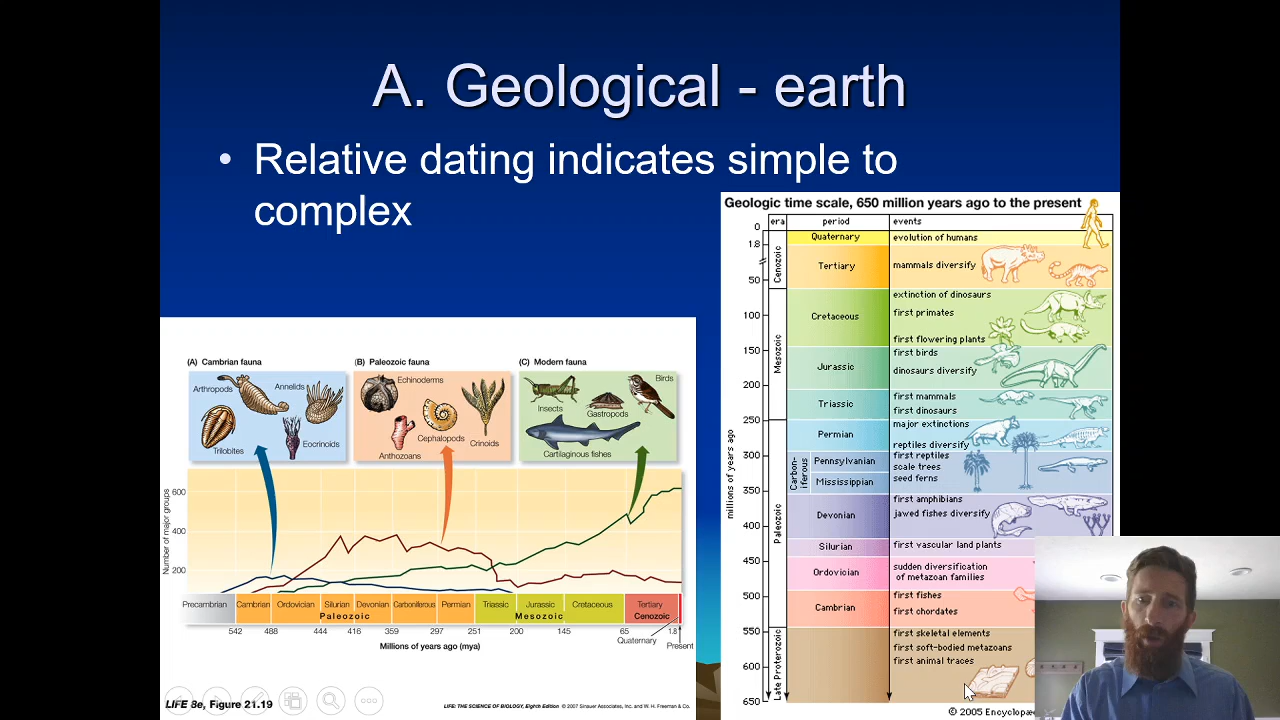 A. Geological - earth
• Relative dating indicates simple to
complex
(A) Cambrian fauna
Arthropods
Annelids
Trilobites
Eocrinoids
(B) Paleozoic fauna
Echinoderms
Cephalopods
Crinoids
Anthozoans
(C) Modern fauna
Birds
Insects
Gastropods
Cartilaginous fishes
Number of major groups
600
400
200
Precambrian Cambrian Ordovician Silurian Devonian Carboniferous Permian Triassic Jurassic Cretaceous Tertiary
Paleozoic Mesozoic Cenozoic
542 488 444 416 359 297 251 200 145 65 1.8
Quaternary
Present
Millions of years ago (mya)
LIFE 8e, Figure 21.19
LIFE: THE SCIENCE OF BIOLOGY, Eighth Edition © 2007 Sinauer Associates, Inc. and W. H. Freeman & Co.
Geologic time scale, 650 million years ago to the present
era period events
0
1.8
50
100
150
200
250
300
350
400
450
500
550
600
650
millions of years ago
Cenozoic
Mesozoic
Paleozoic
Late Proterozoic
Quaternary
evolution of humans
Tertiary
mammals diversify
Cretaceous
extinction of dinosaurs
first primates
first flowering plants
Jurassic
first birds
dinosaurs diversify
Triassic
first mammals
first dinosaurs
Permian
major extinctions
reptiles diversify
Carbon-
iferous
Pennsylvanian
Mississippian
first reptiles
scale trees
seed ferns
Devonian
first amphibians
jawed fishes diversify
Silurian
first vascular land plants
Ordovician
sudden diversification
of metazoan families
Cambrian
first fishes
first chordates
first skeletal elements
first soft-bodied metazoans
first animal traces
© 2005 Encyclopæ